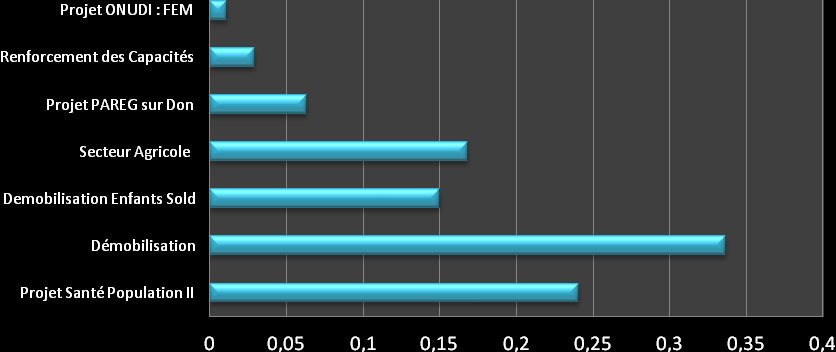 Projet ONUDI : FEM
Renforcement des Capacités
Projet PAREG sur Don
Secteur Agricole
Demobilisation Enfants Sold
Démobilisation
Projet Santé Population II
0 0,05 0,1 0,15 0,2 0,25 0,3 0,35 0,4